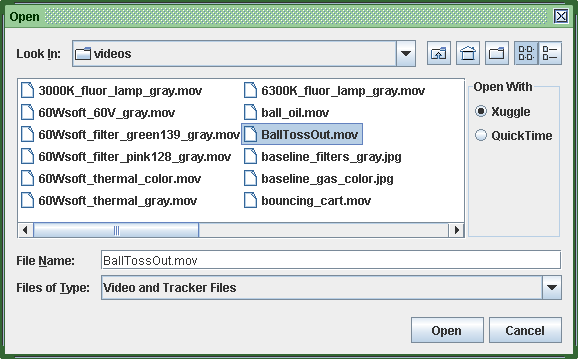 Open
Look In: videos
3000K_fluor_lamp_gray.mov
60Wsoft_60V_gray.mov
60Wsoft_filter_green139_gray.mov
60Wsoft_filter_pink128_gray.mov
60Wsoft_thermal_color.mov
60Wsoft_thermal_gray.mov
6300K_fluor_lamp_gray.mov
ball_oil.mov
BallTossOut.mov
baseline_filters_gray.jpg
baseline_gas_color.jpg
bouncing_cart.mov
Open With
Xuggle
QuickTime
File Name: BallTossOut.mov
Files of Type: Video and Tracker Files
Open Cancel